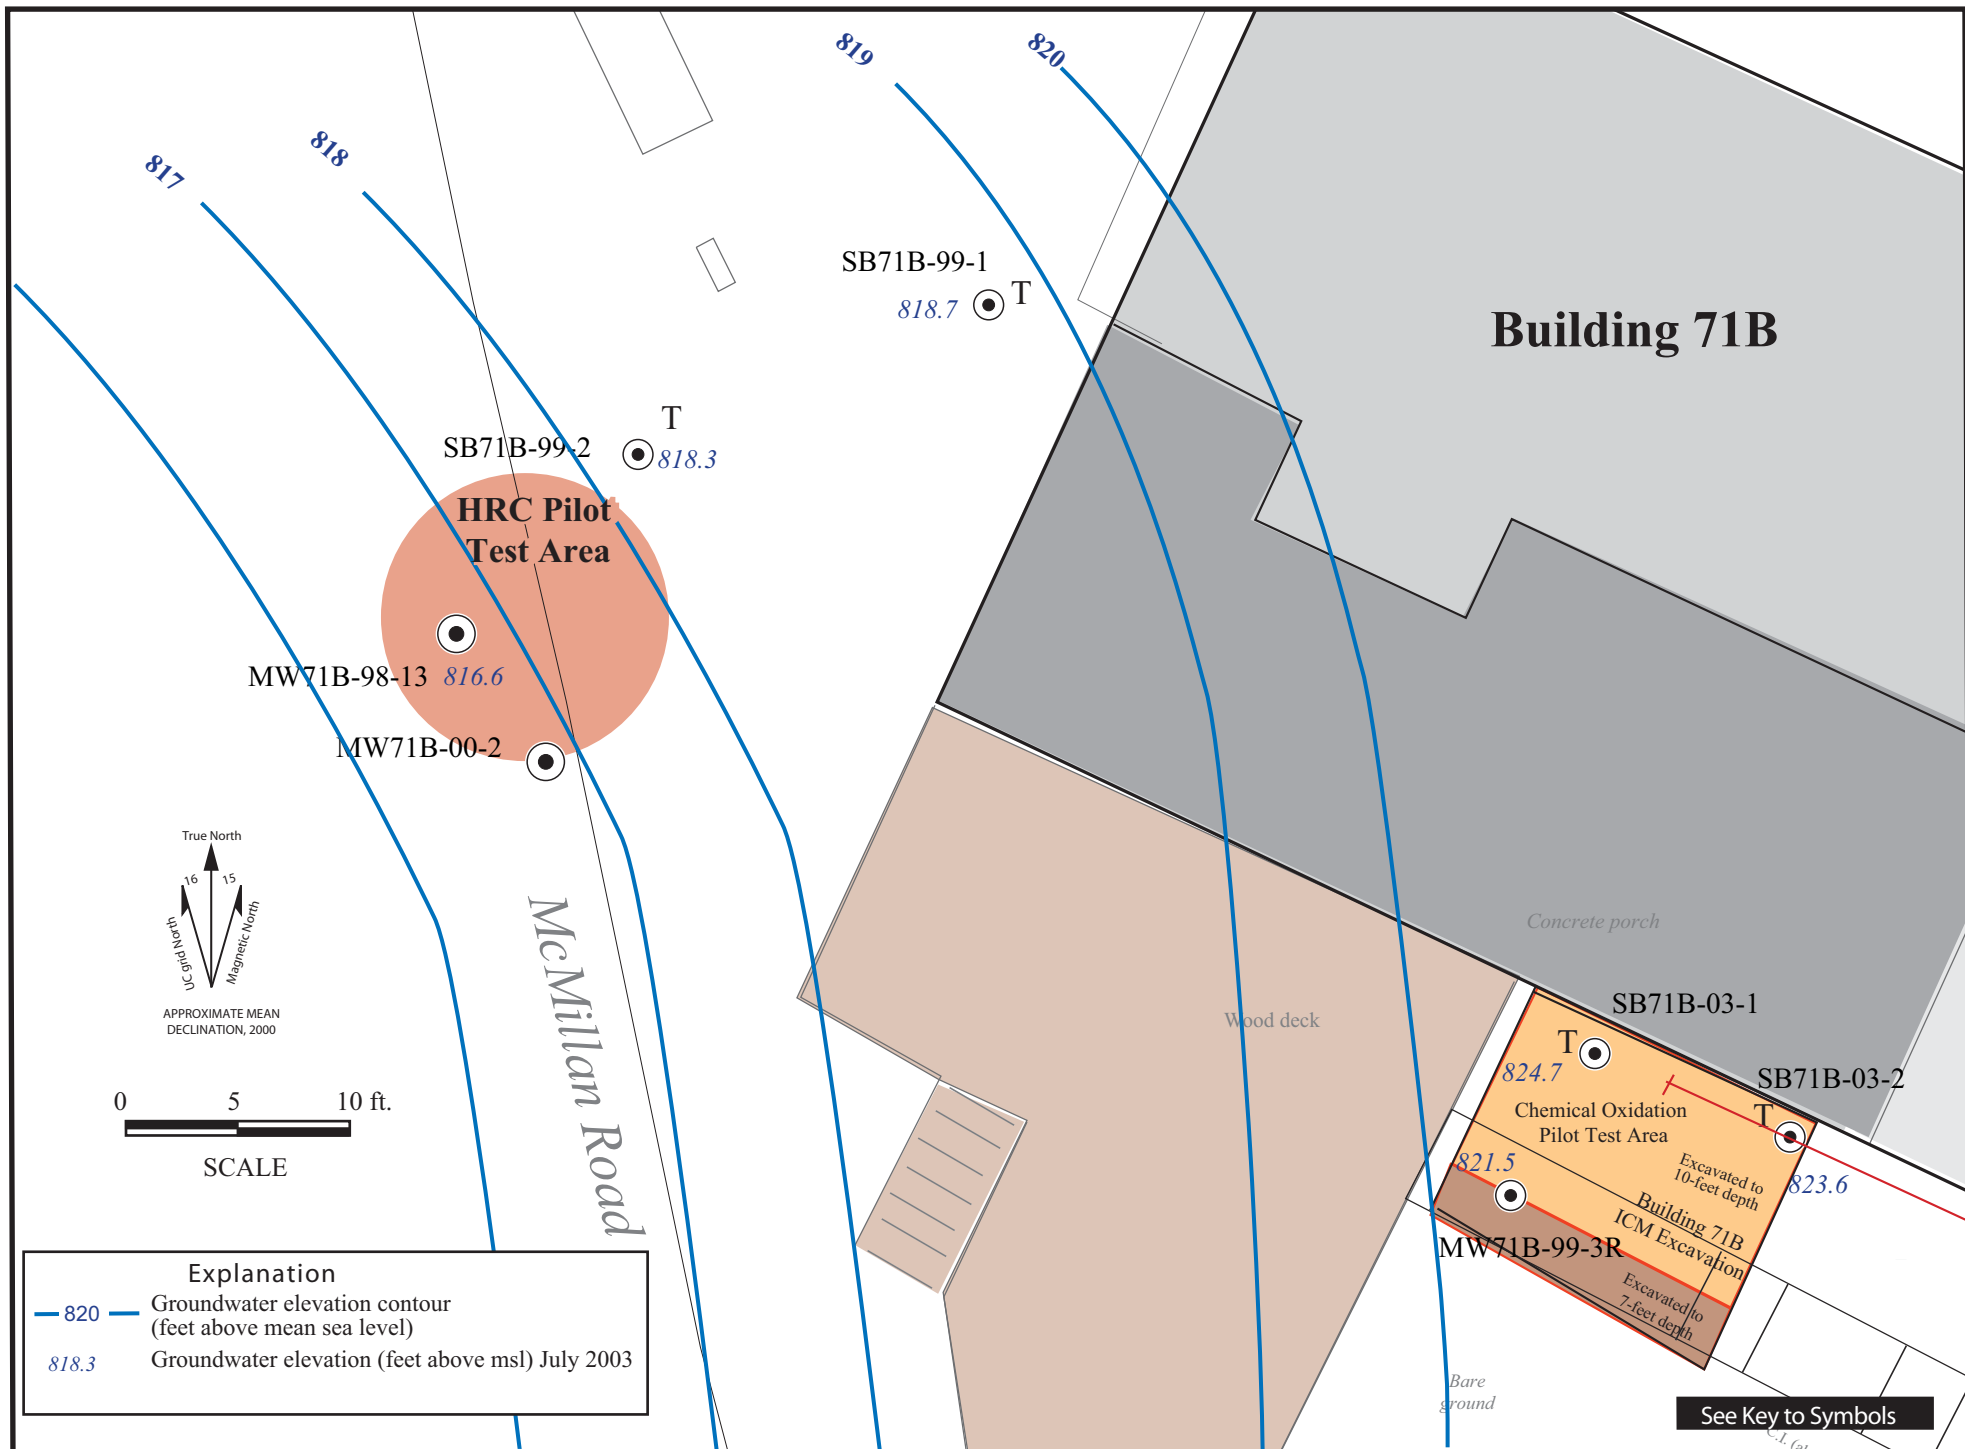 819
820
818
817
SB71B-99-1
T
818.7
Building 71B
T
SB71B-99-2
818.3
HRC Pilot
Test Area
MW71B-98-13
816.6
MW71B-00-2
True North
16
15
UC grid North
Magnetic North
APPROXIMATE MEAN
DECLINATION, 2000
McMillan Road
0 5 10 ft.
SCALE
Concrete porch
Wood deck
SB71B-03-1
T
824.7
SB71B-03-2
T
Chemical Oxidation
Pilot Test Area
821.5
Excavated to
10-feet depth
823.6
Building 71B
ICM Excavation
MW71B-99-3R
Excavated to
7-feet depth
Bare
ground
Explanation
820 Groundwater elevation contour
(feet above mean sea level)
818.3 Groundwater elevation (feet above msl) July 2003
See Key to Symbols